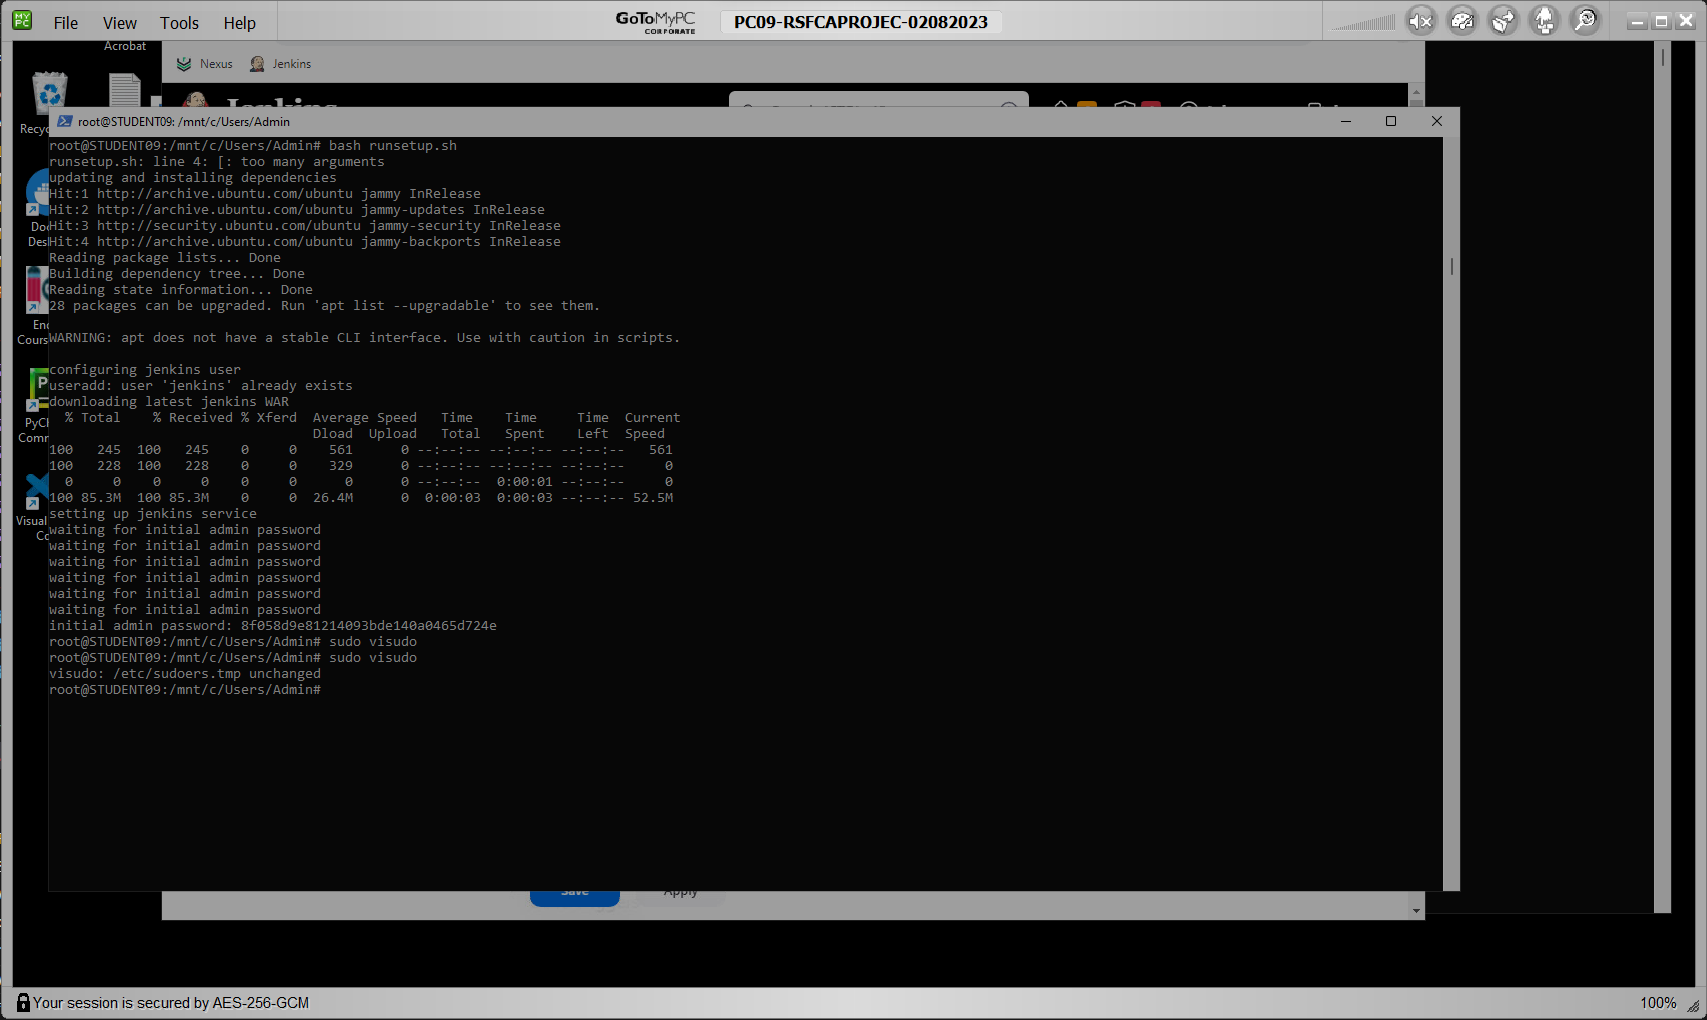 File View Tools Help
GoToMyPC
CORPORATE
PC09-RSFCAPROJEC-02082023
Acrobat
Nexus Jenkins
Jenkins
Recyc
root@STUDENT09: /mnt/c/Users/Admin
root@STUDENT09:/mnt/c/Users/Admin# bash runsetup.sh
runsetup.sh: line 4: [: too many arguments
updating and installing dependencies
Hit:1 http://archive.ubuntu.com/ubuntu jammy InRelease
Hit:2 http://archive.ubuntu.com/ubuntu jammy-updates InRelease
Hit:3 http://security.ubuntu.com/ubuntu jammy-security InRelease
Hit:4 http://archive.ubuntu.com/ubuntu jammy-backports InRelease
Reading package lists... Done
Building dependency tree... Done
Reading state information... Done
28 packages can be upgraded. Run 'apt list --upgradable' to see them.
WARNING: apt does not have a stable CLI interface. Use with caution in scripts.
configuring jenkins user
useradd: user 'jenkins' already exists
downloading latest jenkins WAR
% Total % Received % Xferd Average Speed Time Time Time Current
Dload Upload Total Spent Left Speed
100 245 100 245 0 0 561 0 --:--:-- --:--:-- --:--:-- 561
100 228 100 228 0 0 329 0 --:--:-- --:--:-- --:--:-- 0
0 0 0 0 0 0 0 0 --:--:-- 0:00:01 --:--:-- 0
100 85.3M 100 85.3M 0 0 26.4M 0 0:00:03 0:00:03 --:--:-- 52.5M
setting up jenkins service
waiting for initial admin password
waiting for initial admin password
waiting for initial admin password
waiting for initial admin password
waiting for initial admin password
waiting for initial admin password
initial admin password: 8f058d9e81214093bde140a0465d724e
root@STUDENT09:/mnt/c/Users/Admin# sudo visudo
root@STUDENT09:/mnt/c/Users/Admin# sudo visudo
visudo: /etc/sudoers.tmp unchanged
root@STUDENT09:/mnt/c/Users/Admin#
Doc
Des
Enc
Cours
PyCh
Comm
Visual
Co
Save Apply
Your session is secured by AES-256-GCM
100%